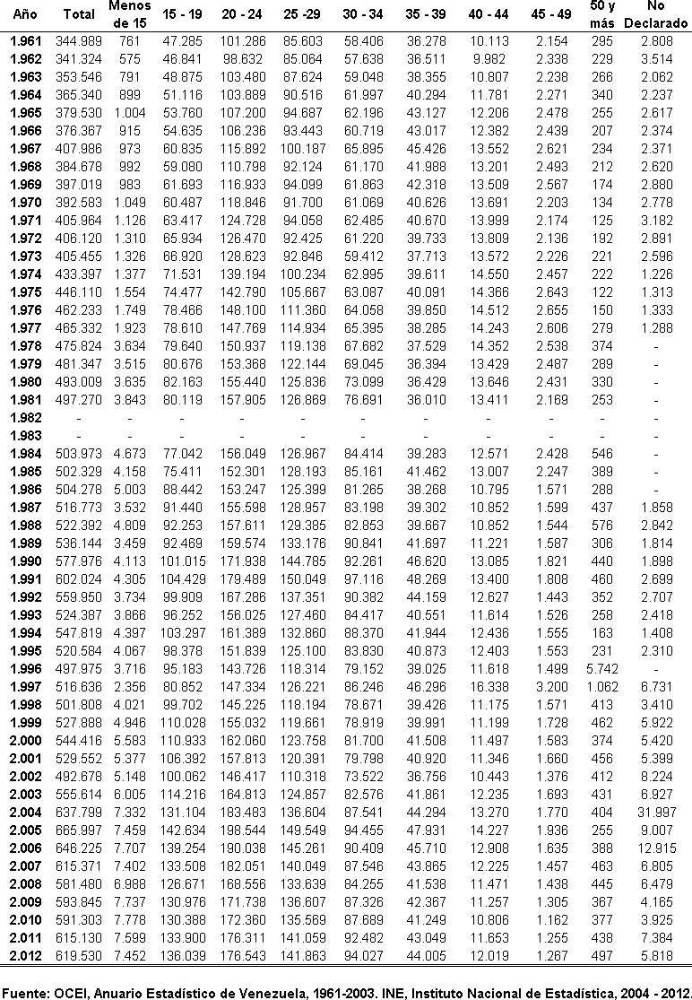 Año Total Menos de 15 15 - 19 20 - 24 25 -29 30 - 34 35 - 39 40 - 44 45 - 49 50 y más No Declarado
1.961 344.989 761 47.285 101.286 85.603 58.406 36.278 10.113 2.154 295 2.808
1.962 341.324 575 46.841 98.632 85.064 57.638 36.511 9.982 2.338 229 3.514
1.963 353.546 791 48.875 103.480 87.624 59.048 38.355 10.807 2.238 266 2.062
1.964 365.340 899 51.116 103.889 90.516 61.997 40.294 11.781 2.271 340 2.237
1.965 379.530 1.004 53.760 107.200 94.687 62.196 43.127 12.206 2.478 255 2.617
1.966 376.367 915 54.635 106.236 93.443 60.719 43.017 12.382 2.439 207 2.374
1.967 407.986 973 60.835 115.892 100.187 65.895 45.426 13.552 2.621 234 2.371
1.968 384.678 992 59.080 110.798 92.124 61.170 41.988 13.201 2.493 212 2.620
1.969 397.019 983 61.693 116.933 94.099 61.863 42.318 13.509 2.567 174 2.880
1.970 392.583 1.049 60.487 118.846 91.700 61.069 40.626 13.691 2.203 134 2.778
1.971 405.964 1.126 63.417 124.728 94.058 62.485 40.670 13.999 2.174 125 3.182
1.972 406.120 1.310 65.934 126.470 92.425 61.220 39.733 13.809 2.136 192 2.891
1.973 405.455 1.326 66.920 128.623 92.846 59.412 37.713 13.572 2.226 221 2.596
1.974 433.397 1.377 71.531 139.194 100.234 62.995 39.611 14.550 2.457 222 1.226
1.975 446.110 1.554 74.477 142.790 105.667 63.087 40.091 14.366 2.643 122 1.313
1.976 462.233 1.749 78.466 148.100 111.360 64.058 39.850 14.512 2.655 150 1.333
1.977 465.332 1.923 78.610 147.769 114.934 65.395 38.285 14.243 2.606 279 1.288
1.978 475.824 3.634 79.640 150.937 119.138 67.682 37.529 14.352 2.538 374 -
1.979 481.347 3.515 80.676 153.368 122.144 69.045 36.394 13.429 2.487 289 -
1.980 493.009 3.635 82.163 155.440 125.836 73.099 36.429 13.646 2.431 330 -
1.981 497.270 3.843 80.119 157.905 126.869 76.691 36.010 13.411 2.169 253 -
1.982 - - - - - - - - - - -
1.983 - - - - - - - - - - -
1.984 503.973 4.673 77.042 156.049 126.967 84.414 39.283 12.571 2.428 546 -
1.985 502.329 4.158 75.411 152.301 128.193 85.161 41.462 13.007 2.247 389 -
1.986 504.278 5.003 88.442 153.247 125.399 81.265 38.268 10.795 1.571 288 -
1.987 516.773 3.532 91.440 155.598 128.957 83.198 39.302 10.852 1.599 437 1.858
1.988 522.392 4.809 92.253 157.611 129.385 82.853 39.667 10.852 1.544 576 2.842
1.989 536.144 3.459 92.469 159.574 133.176 90.841 41.697 11.221 1.587 306 1.814
1.990 577.976 4.113 101.015 171.938 144.785 92.261 46.620 13.085 1.821 440 1.898
1.991 602.024 4.305 104.429 179.489 150.049 97.116 48.269 13.400 1.808 460 2.699
1.992 559.950 3.734 99.909 167.286 137.351 90.382 44.159 12.627 1.443 352 2.707
1.993 524.387 3.866 96.252 156.025 127.460 84.417 40.551 11.614 1.526 258 2.418
1.994 547.819 4.397 103.297 161.389 132.860 88.370 41.944 12.436 1.555 163 1.408
1.995 520.584 4.067 98.378 151.839 125.100 83.830 40.873 12.403 1.553 231 2.310
1.996 497.975 3.716 95.183 143.726 118.314 79.152 39.025 11.618 1.499 5.742 -
1.997 516.636 2.356 80.852 147.334 126.221 86.246 46.296 16.338 3.200 1.062 6.731
1.998 501.808 4.021 99.702 145.225 118.194 78.671 39.426 11.175 1.571 413 3.410
1.999 527.888 4.946 110.028 155.032 119.661 78.919 39.991 11.199 1.728 462 5.922
2.000 544.416 5.583 110.933 162.060 123.758 81.700 41.508 11.497 1.583 374 5.420
2.001 529.552 5.377 106.392 157.813 120.391 79.798 40.920 11.346 1.660 456 5.399
2.002 492.678 5.148 100.062 146.417 110.318 73.522 36.756 10.443 1.376 412 8.224
2.003 555.614 6.005 114.216 164.813 124.857 82.576 41.861 12.235 1.693 431 6.927
2.004 637.799 7.332 131.104 183.483 136.604 87.541 44.294 13.270 1.770 404 31.997
2.005 665.997 7.459 142.634 198.544 149.549 94.455 47.931 14.227 1.936 255 9.007
2.006 646.225 7.707 139.254 190.038 145.261 90.409 45.710 12.908 1.635 388 12.915
2.007 615.371 7.402 133.508 182.051 140.049 87.546 43.865 12.225 1.457 463 6.805
2.008 581.480 6.988 126.671 168.556 133.639 84.255 41.538 11.471 1.438 445 6.479
2.009 593.845 7.737 130.976 171.738 136.607 87.326 42.367 11.257 1.305 367 4.165
2.010 591.303 7.778 130.388 172.360 135.569 87.689 41.249 10.806 1.162 377 3.925
2.011 615.130 7.599 133.900 176.311 141.059 92.482 43.049 11.653 1.255 438 7.384
2.012 619.530 7.452 136.039 176.543 141.863 94.027 44.005 12.019 1.267 497 5.818
Fuente: OCEI, Anuario Estadístico de Venezuela, 1961-2003. INE, Instituto Nacional de Estadística, 2004 - 2012